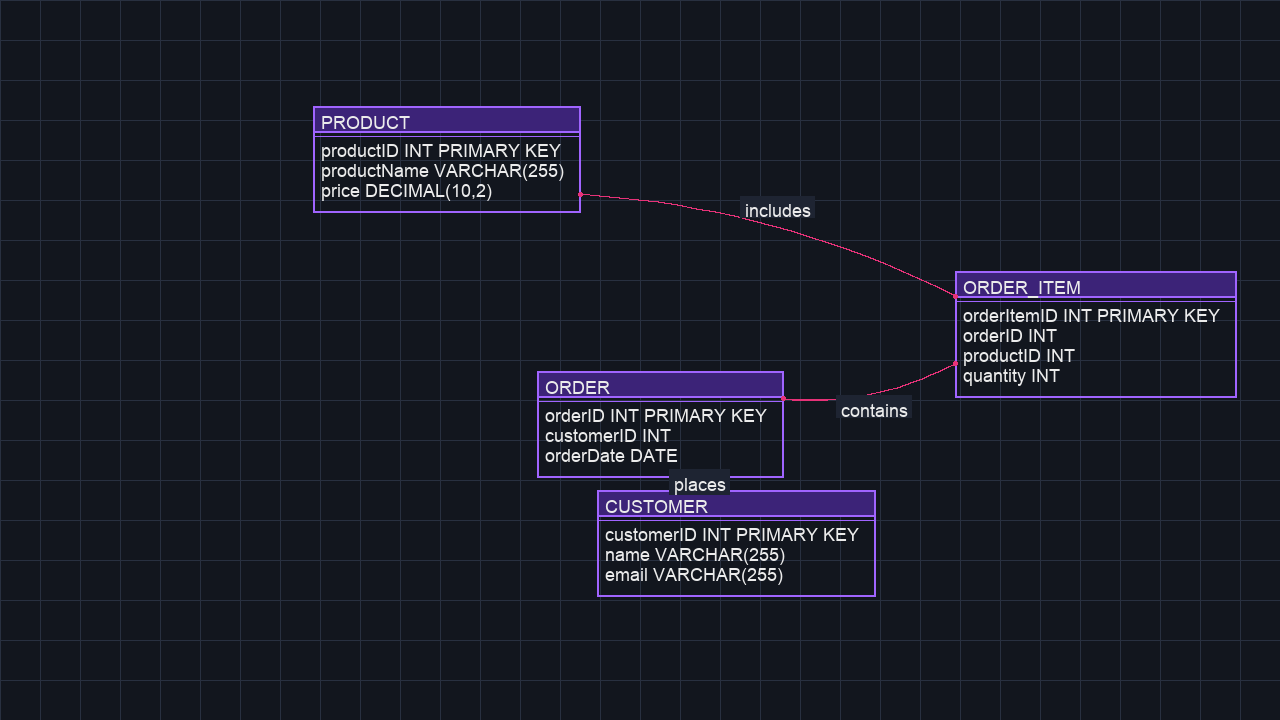 PRODUCT
productID INT PRIMARY KEY
productName VARCHAR(255)
price DECIMAL(10,2)
includes
ORDER_ITEM
orderItemID INT PRIMARY KEY
orderID INT
productID INT
quantity INT
ORDER
orderID INT PRIMARY KEY
customerID INT
orderDate DATE
contains
places
CUSTOMER
customerID INT PRIMARY KEY
name VARCHAR(255)
email VARCHAR(255)